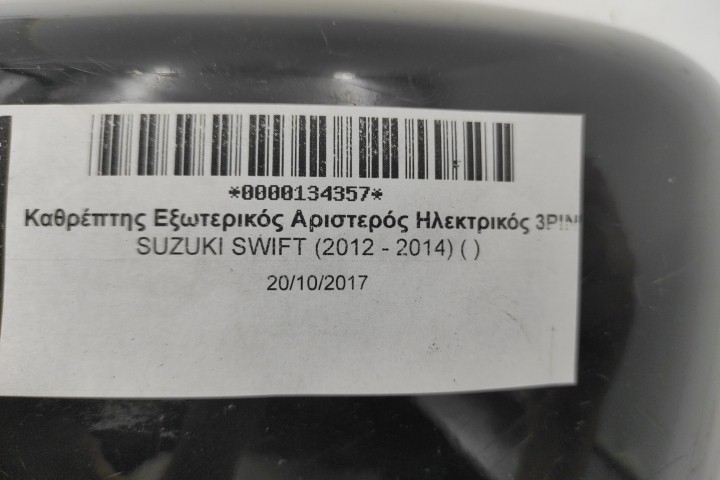 *0000134357*
Καθρέπτης Εξωτερικός Αριστερός Ηλεκτρικός 3PIN
SUZUKI SWIFT (2012 - 2014) ( )
20/10/2017